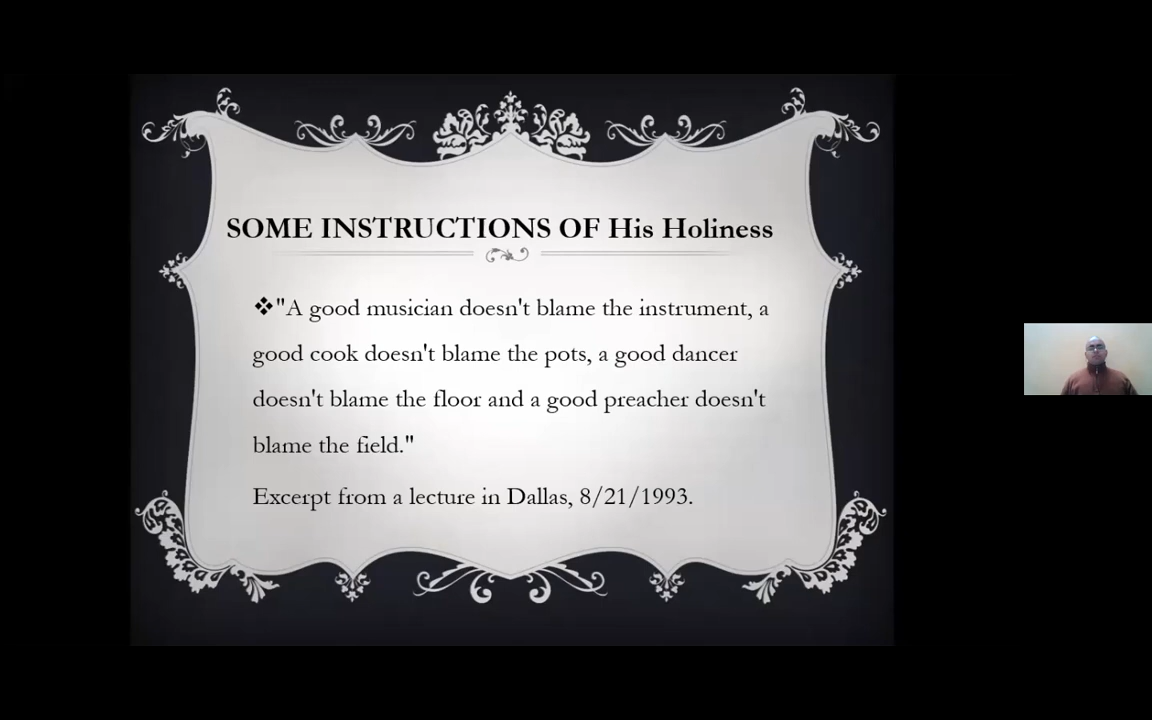 SOME INSTRUCTIONS OF His Holiness
❖"A good musician doesn't blame the instrument, a
good cook doesn't blame the pots, a good dancer
doesn't blame the floor and a good preacher doesn't
blame the field."
Excerpt from a lecture in Dallas, 8/21/1993.